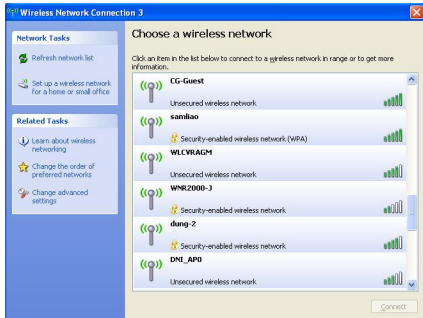 Wireless Network Connection 3
Network Tasks
Refresh network list
Set up a wireless network
for a home or small office
Related Tasks
Learn about wireless
networking
Change the order of
preferred networks
Change advanced
settings
Choose a wireless network
Click an item in the list below to connect to a wireless network in range or to get more
information.
CG-Guest
Unsecured wireless network
samliao
Security-enabled wireless network (WPA)
WLCVRAGM
Unsecured wireless network
WNR2000-J
Security-enabled wireless network
dung-2
Security-enabled wireless network
DNI_AP0
Unsecured wireless network
Connect